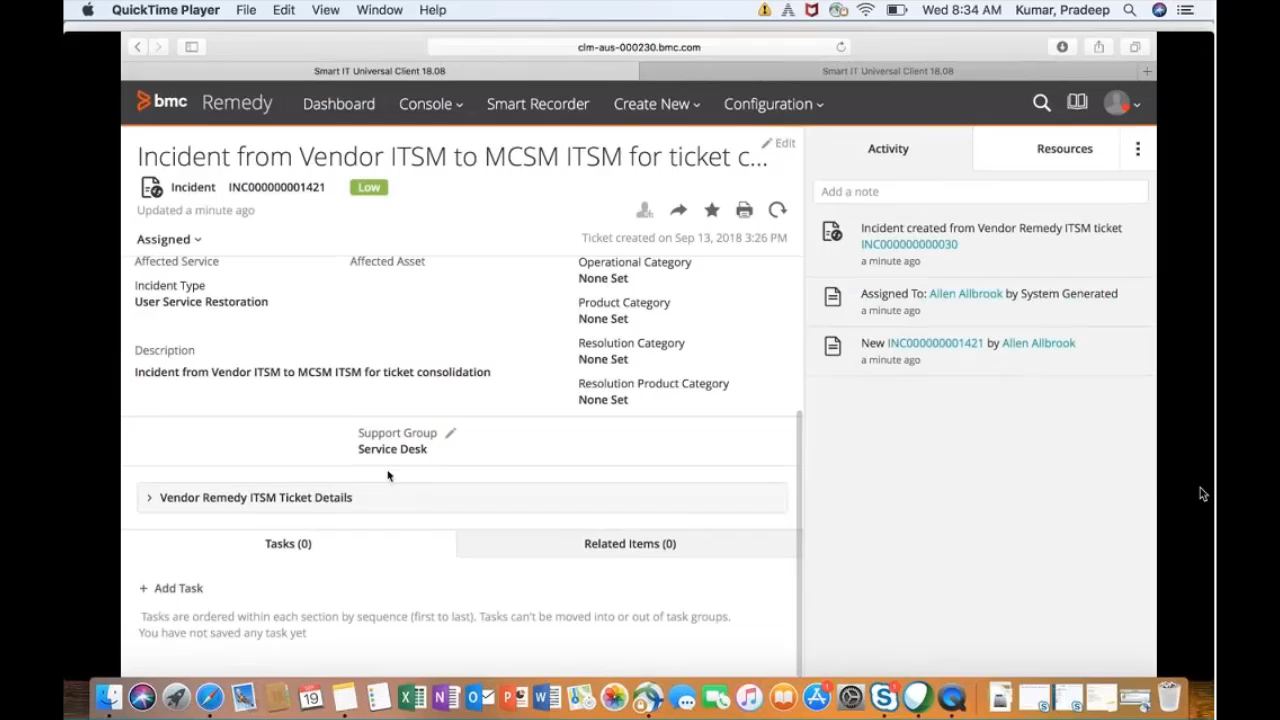 QuickTime Player File Edit View Window Help Wed 8:34 AM Kumar, Pradeep
clm-aus-000230.bmc.com
Smart IT Universal Client 18.08
Smart IT Universal Client 18.08
bmc Remedy Dashboard Console Smart Recorder Create New Configuration
Incident from Vendor ITSM to MCSM ITSM for ticket c...
Edit
Incident INC000000001421 Low
Updated a minute ago
Assigned
Ticket created on Sep 13, 2018 3:26 PM
Affected Service
Affected Asset
Incident Type
User Service Restoration
Description
Incident from Vendor ITSM to MCSM ITSM for ticket consolidation
Operational Category
None Set
Product Category
None Set
Resolution Category
None Set
Resolution Product Category
None Set
Support Group
Service Desk
Vendor Remedy ITSM Ticket Details
Tasks (0)
Related Items (0)
+ Add Task
Tasks are ordered within each section by sequence (first to last). Tasks can't be moved into or out of task groups.
You have not saved any task yet
Activity
Resources
Add a note
Incident created from Vendor Remedy ITSM ticket
INC000000000030
a minute ago
Assigned To: Allen Allbrook by System Generated
a minute ago
New INC000000001421 by Allen Allbrook
a minute ago
19